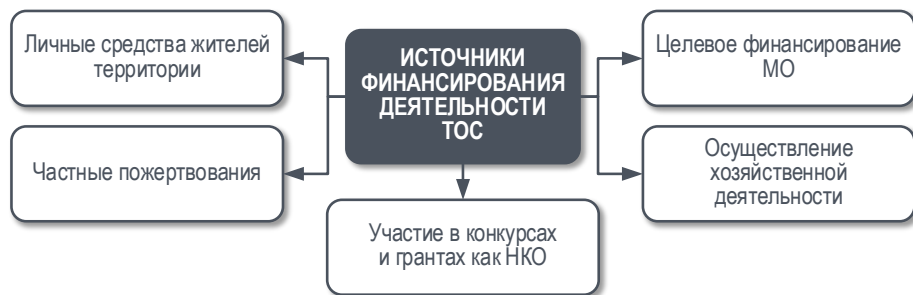 Личные средства жителей
территории
ИСТОЧНИКИ
ФИНАНСИРОВАНИЯ
ДЕЯТЕЛЬНОСТИ
ТОС
Целевое финансирование
МО
Частные пожертвования
Осуществление
хозяйственной
деятельности
Участие в конкурсах
и грантах как НКО